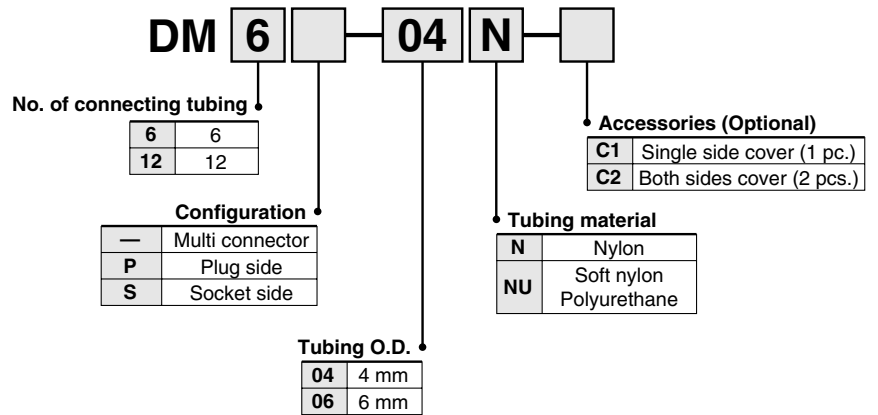 DM 6 — 04 N —
No. of connecting tubing
6 6
12 12
Accessories (Optional)
C1 Single side cover (1 pc.)
C2 Both sides cover (2 pcs.)
Configuration
— Multi connector
P Plug side
S Socket side
Tubing material
N Nylon
NU Soft nylon
Polyurethane
Tubing O.D.
04 4 mm
06 6 mm